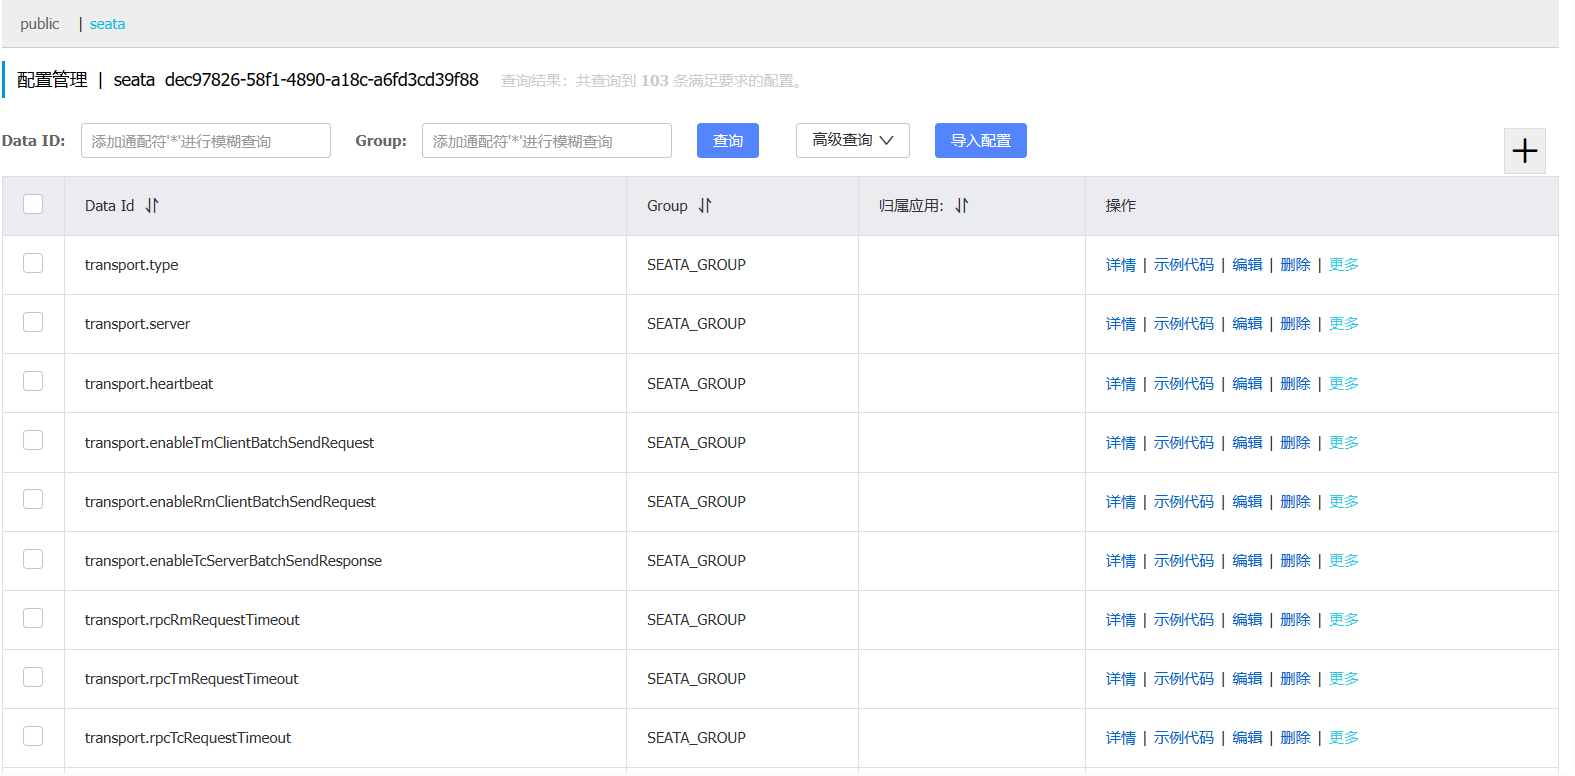 public | seata
配置管理 | seata dec97826-58f1-4890-a18c-a6fd3cd39f88 查询结果：共查询到 103 条满足要求的配置。
Data ID: 添加通配符'*'进行模糊查询 Group: 添加通配符'*'进行模糊查询 查询 高级查询 导入配置
Data Id Group 归属应用: 操作
transport.type SEATA_GROUP 详情 | 示例代码 | 编辑 | 删除 | 更多
transport.server SEATA_GROUP 详情 | 示例代码 | 编辑 | 删除 | 更多
transport.heartbeat SEATA_GROUP 详情 | 示例代码 | 编辑 | 删除 | 更多
transport.enableTmClientBatchSendRequest SEATA_GROUP 详情 | 示例代码 | 编辑 | 删除 | 更多
transport.enableRmClientBatchSendRequest SEATA_GROUP 详情 | 示例代码 | 编辑 | 删除 | 更多
transport.enableTcServerBatchSendResponse SEATA_GROUP 详情 | 示例代码 | 编辑 | 删除 | 更多
transport.rpcRmRequestTimeout SEATA_GROUP 详情 | 示例代码 | 编辑 | 删除 | 更多
transport.rpcTmRequestTimeout SEATA_GROUP 详情 | 示例代码 | 编辑 | 删除 | 更多
transport.rpcTcRequestTimeout SEATA_GROUP 详情 | 示例代码 | 编辑 | 删除 | 更多